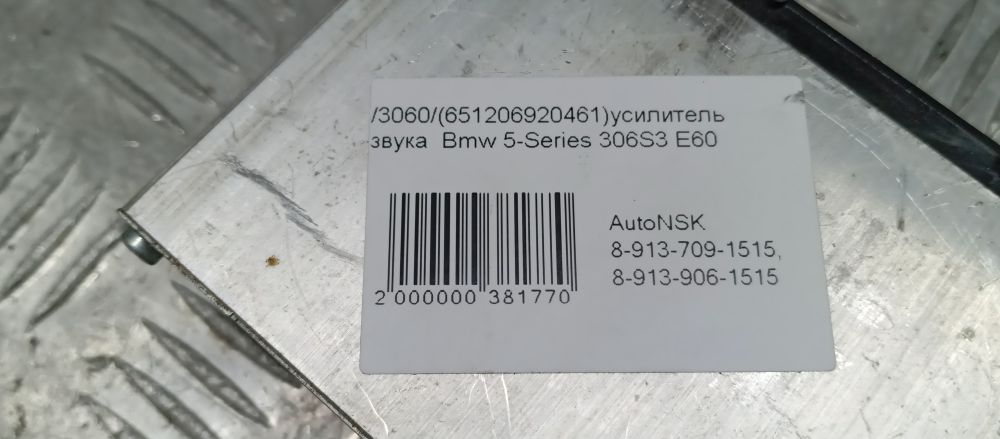 /3060/(651206920461)усилитель
звука Bmw 5-Series 306S3 E60
AutoNSK
8-913-709-1515,
8-913-906-1515
2 000000 381770